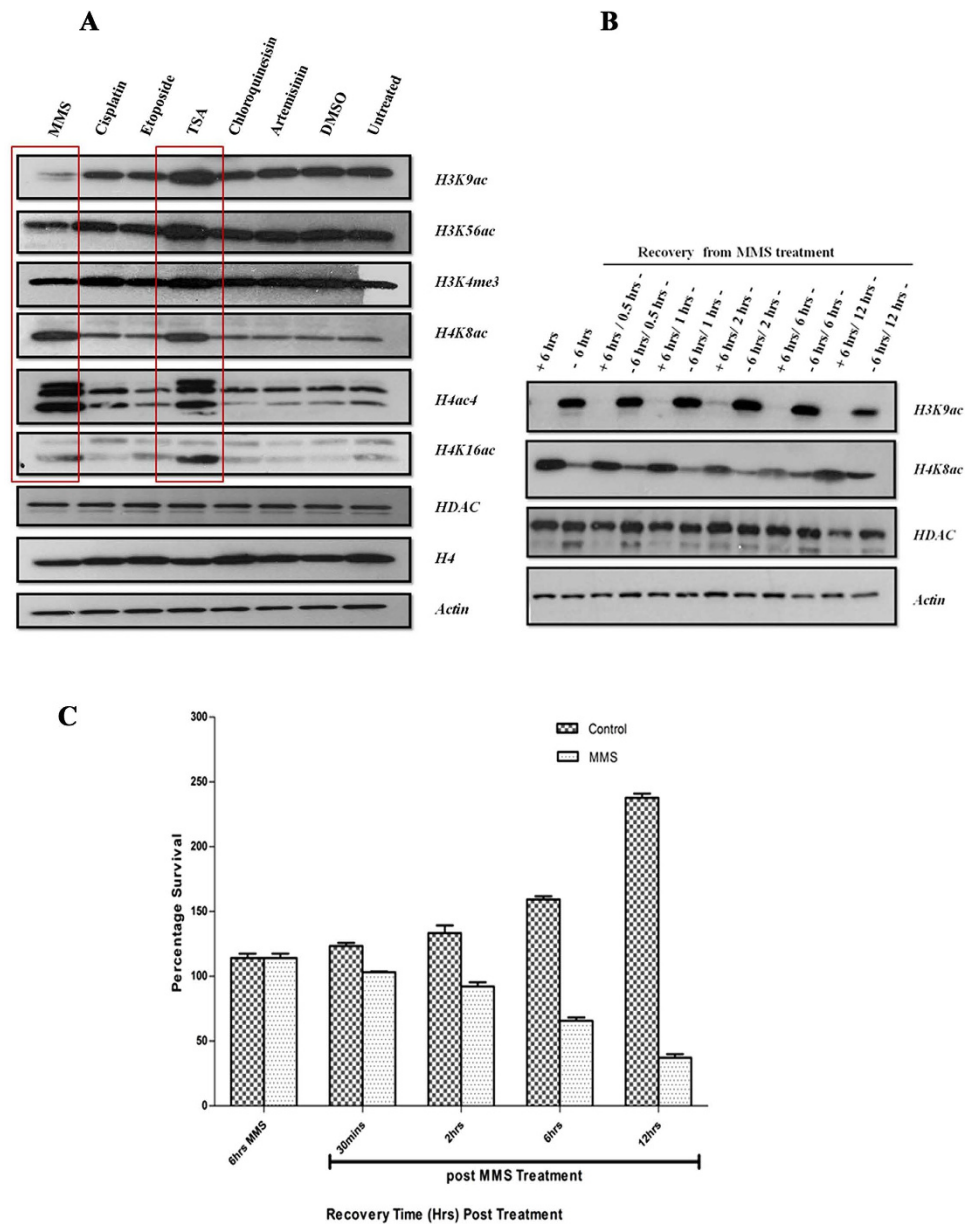 A
B
MMS
Cisplatin
Etoposide
TSA
Chloroquinesisin
Artemisinin
DMSO
Untreated
H3K9ac
H3K56ac
H3K4me3
H4K8ac
H4ac4
H4K16ac
HDAC
H4
Actin
Recovery from MMS treatment
+ 6 hrs
- 6 hrs
+ 6 hrs / 0.5 hrs -
- 6 hrs/ 0.5 hrs -
+ 6 hrs/ 1 hrs -
- 6 hrs/ 1 hrs -
+ 6 hrs/ 2 hrs -
- 6 hrs/ 2 hrs -
+ 6 hrs/ 6 hrs -
- 6 hrs/ 6 hrs -
+ 6 hrs/ 12 hrs -
- 6 hrs/ 12 hrs -
H3K9ac
H4K8ac
HDAC
Actin
C
300
250
200
150
100
50
0
Percentage Survival
Control
MMS
6hrs MMS
30mins
2hrs
6hrs
12hrs
post MMS Treatment
Recovery Time (Hrs) Post Treatment